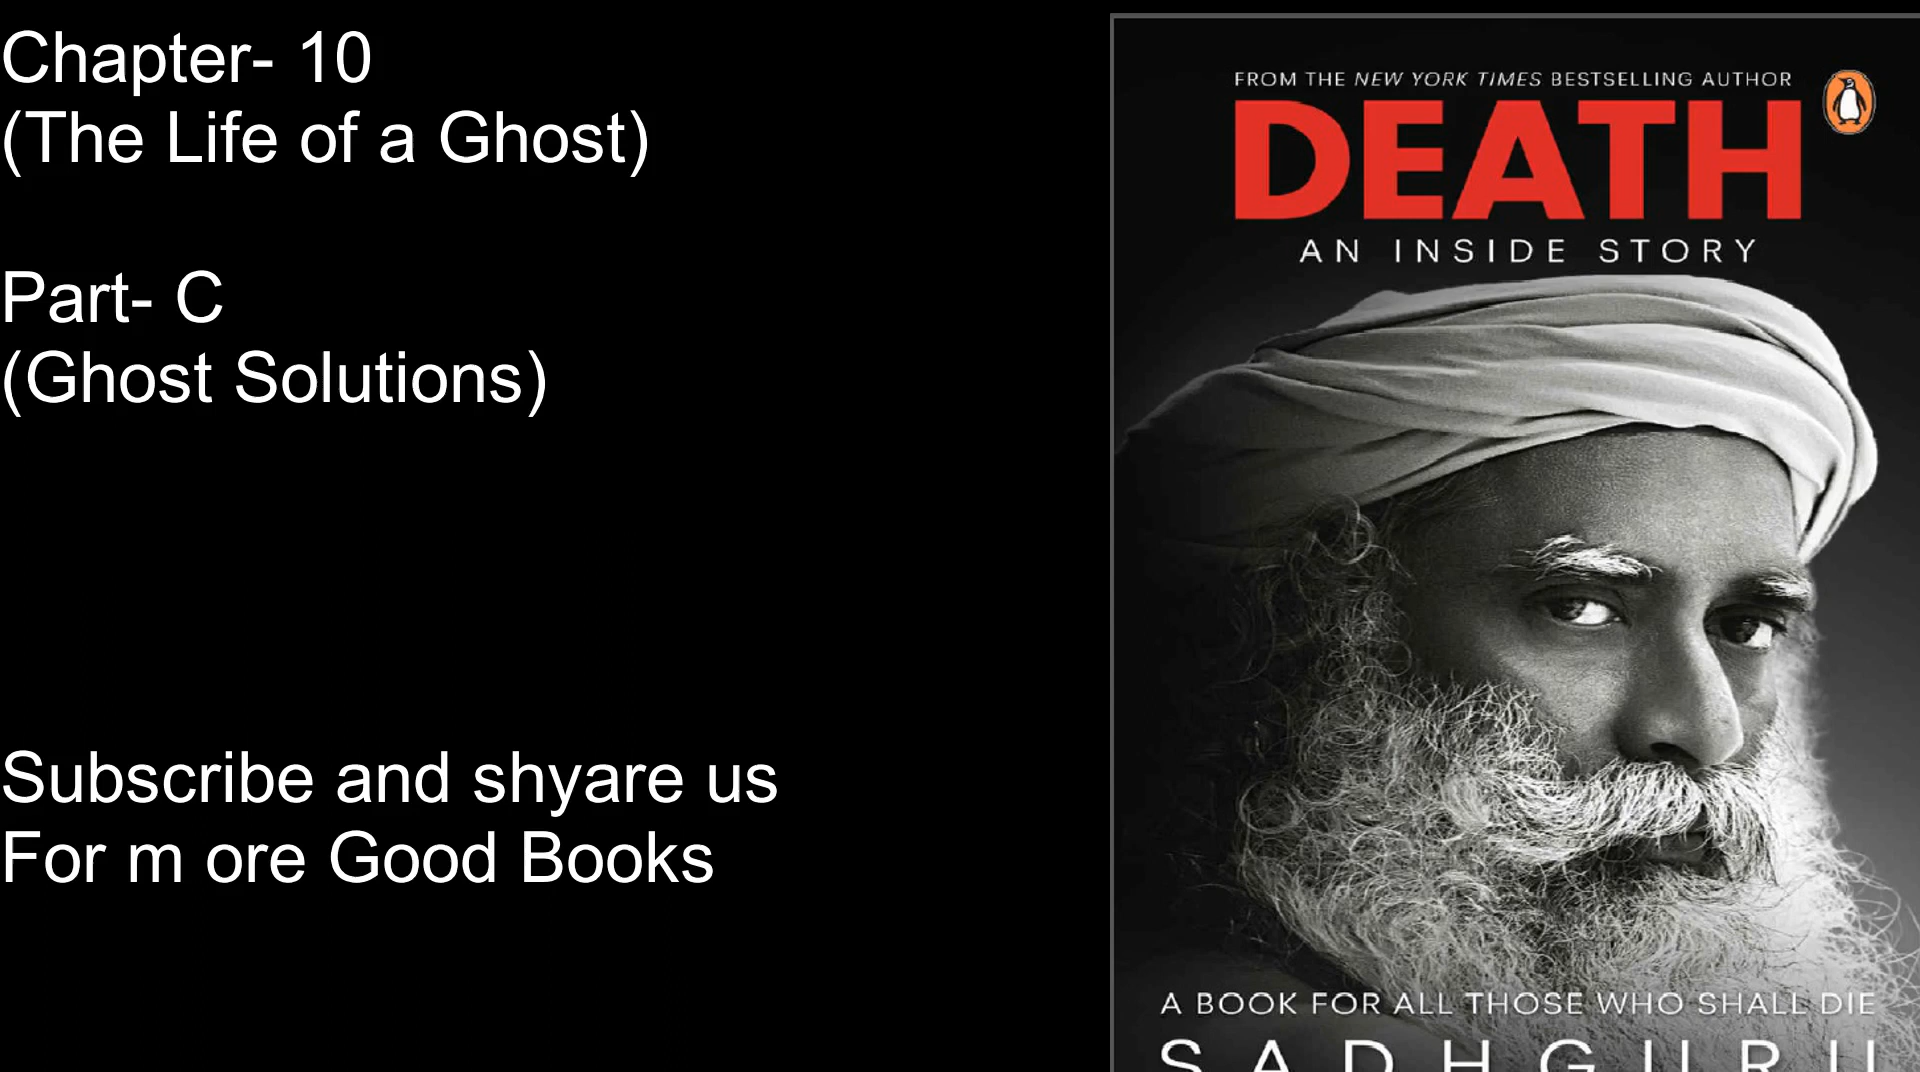 Chapter- 10
(The Life of a Ghost)
Part- C
(Ghost Solutions)
Subscribe and shyare us
For m ore Good Books
FROM THE NEW YORK TIMES BESTSELLING AUTHOR
DEATH
AN INSIDE STORY
A BOOK FOR ALL THOSE WHO SHALL DIE
SADHGURU